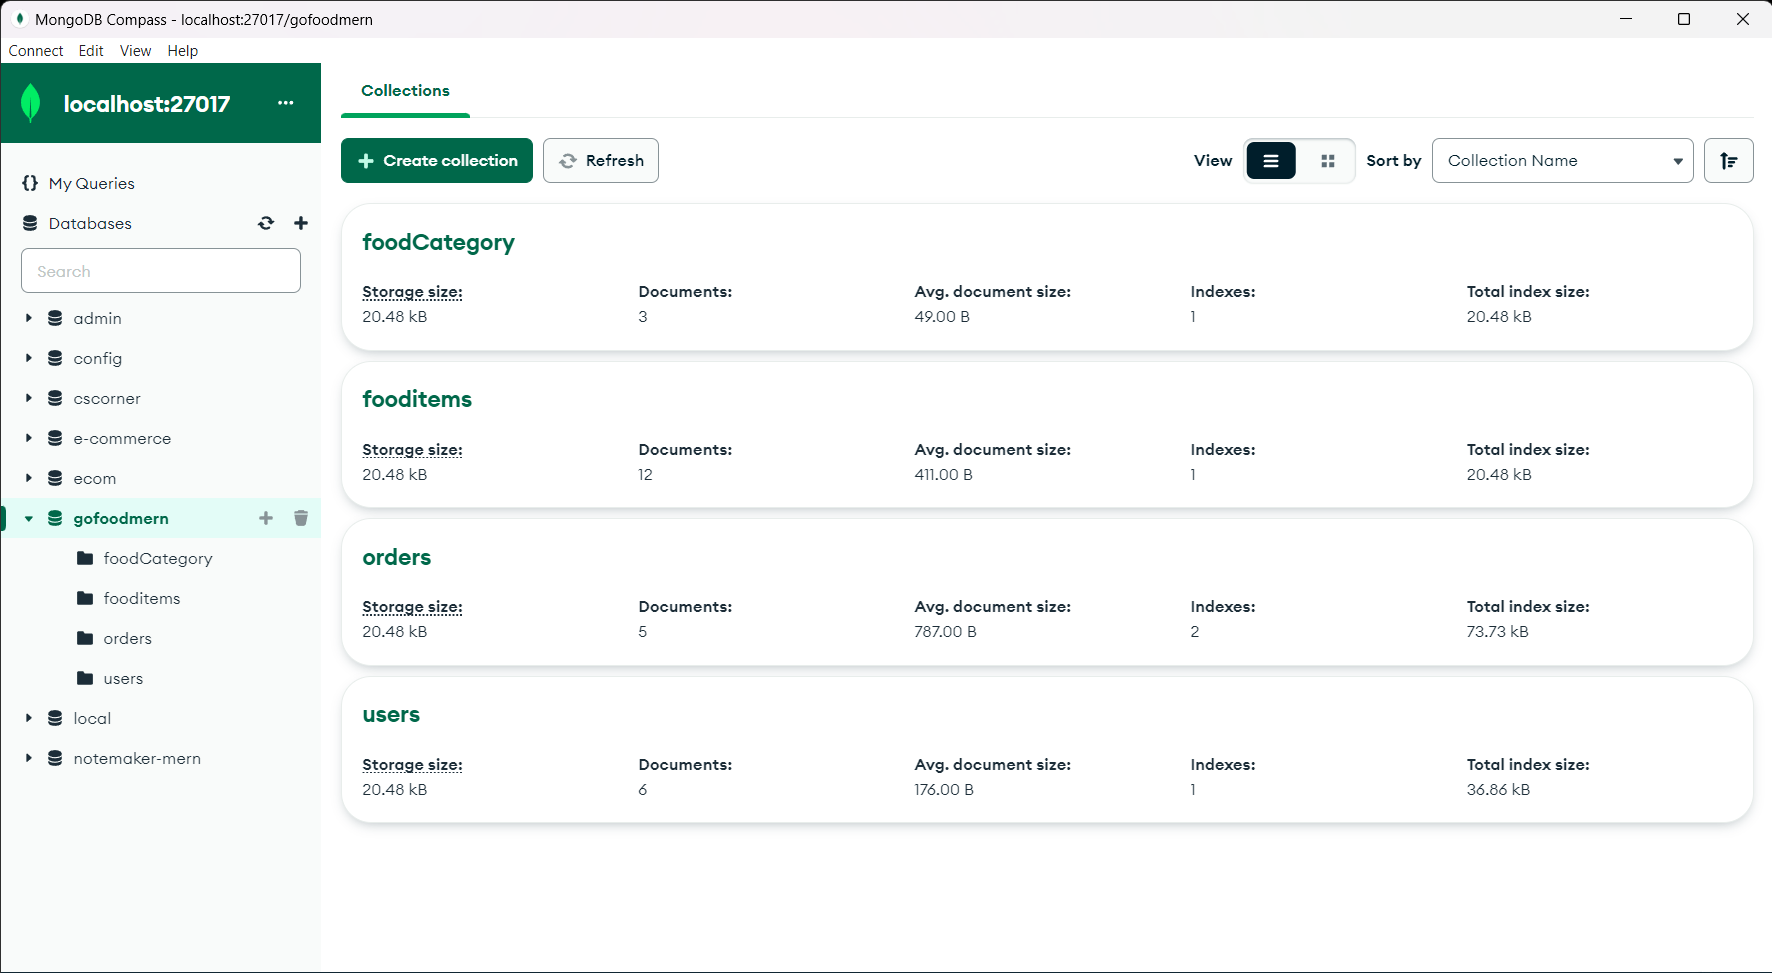 MongoDB Compass - localhost:27017/gofoodmern
Connect Edit View Help
localhost:27017 ...
My Queries
Databases
Search
admin
config
cscorner
e-commerce
ecom
gofoodmern
foodCategory
fooditems
orders
users
local
notemaker-mern
Collections
Create collection Refresh View Sort by Collection Name
foodCategory
Storage size: Documents: Avg. document size: Indexes: Total index size:
20.48 kB 3 49.00 B 1 20.48 kB
fooditems
Storage size: Documents: Avg. document size: Indexes: Total index size:
20.48 kB 12 411.00 B 1 20.48 kB
orders
Storage size: Documents: Avg. document size: Indexes: Total index size:
20.48 kB 5 787.00 B 2 73.73 kB
users
Storage size: Documents: Avg. document size: Indexes: Total index size:
20.48 kB 6 176.00 B 1 36.86 kB